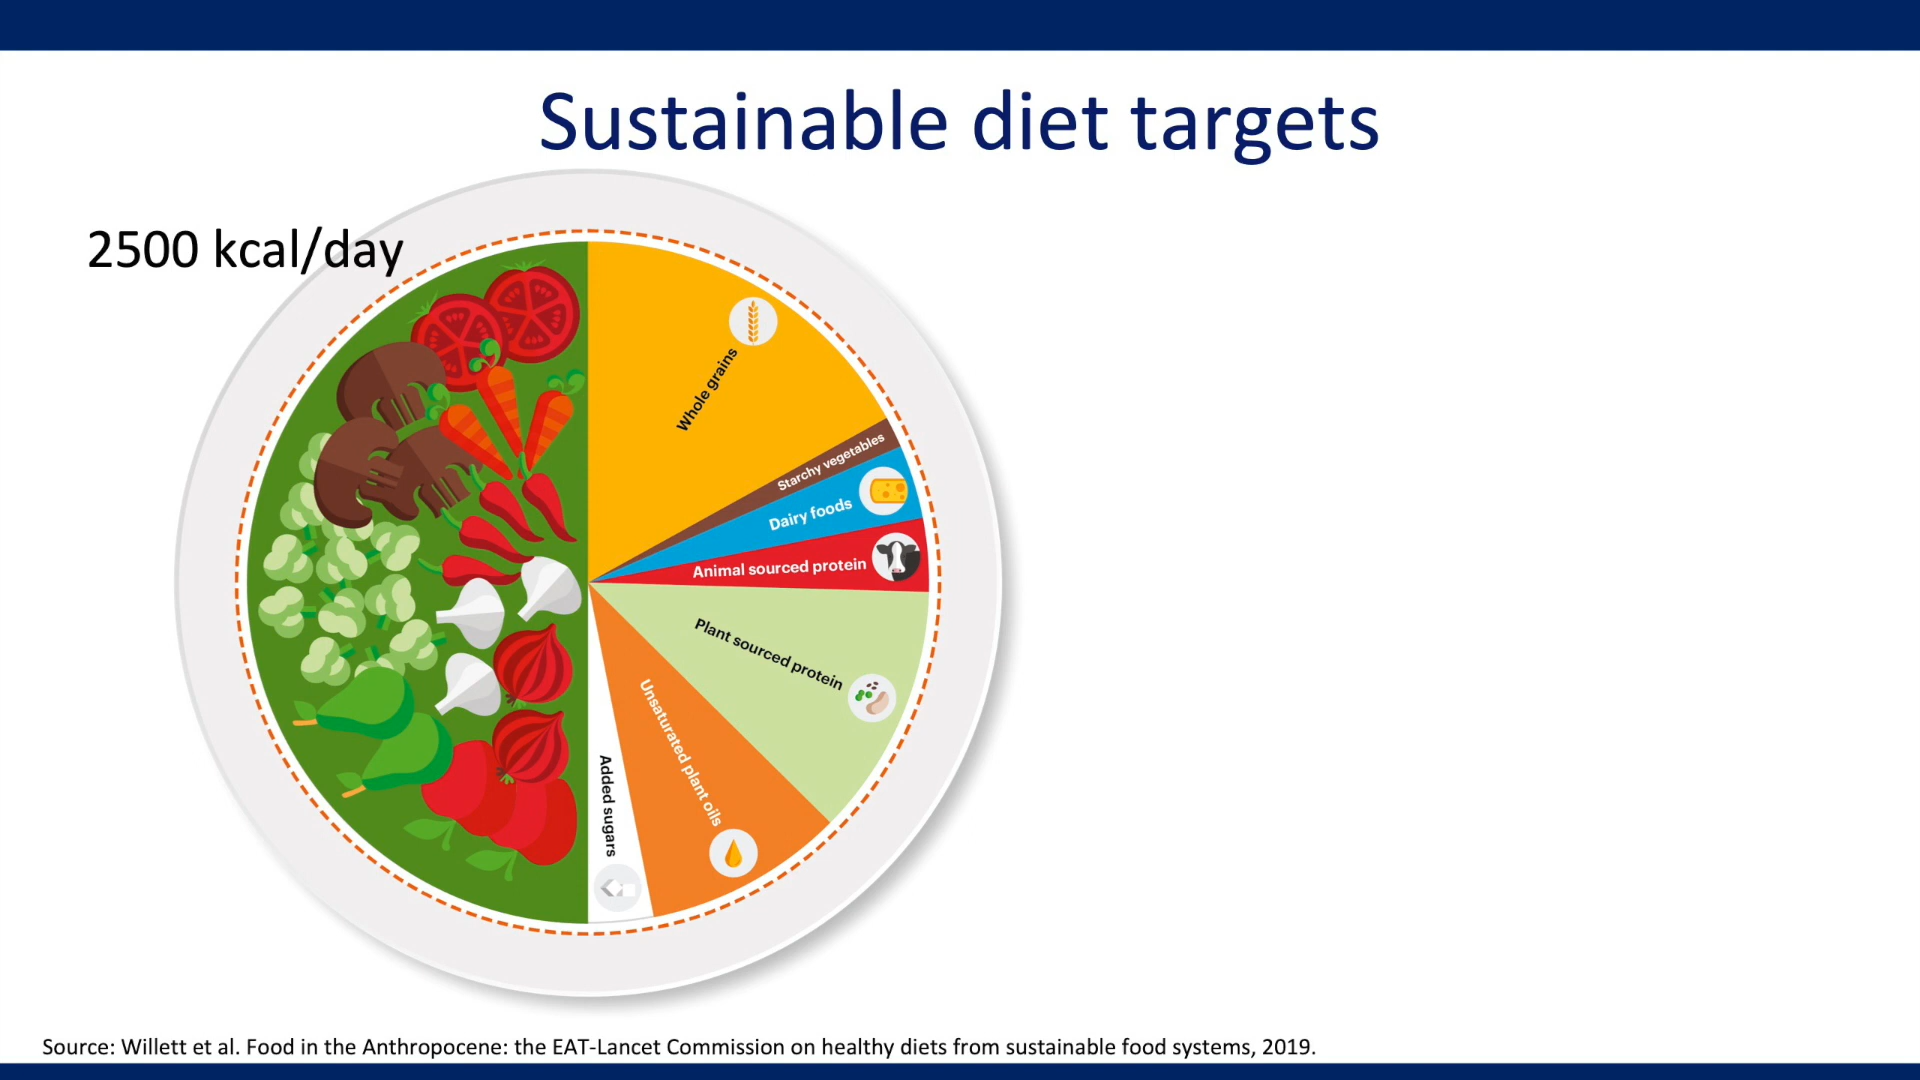 Sustainable diet targets
2500 kcal/day
Whole grains
Starchy vegetables
Dairy foods
Animal sourced protein
Plant sourced protein
Unsaturated plant oils
Added sugars
Source: Willett et al. Food in the Anthropocene: the EAT-Lancet Commission on healthy diets from sustainable food systems, 2019.